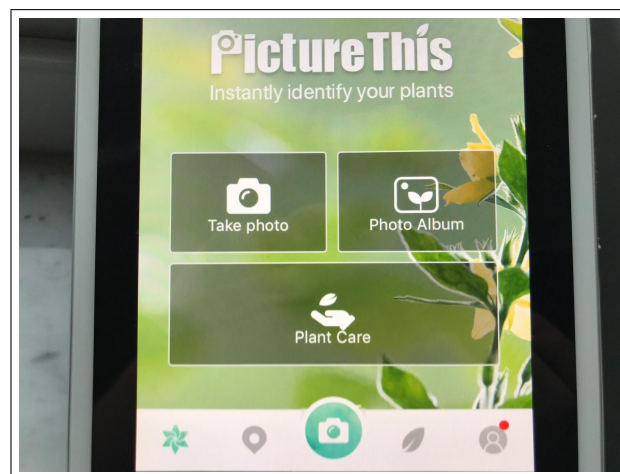 PictureThis
Instantly identify your plants
Take photo
Photo Album
Plant Care